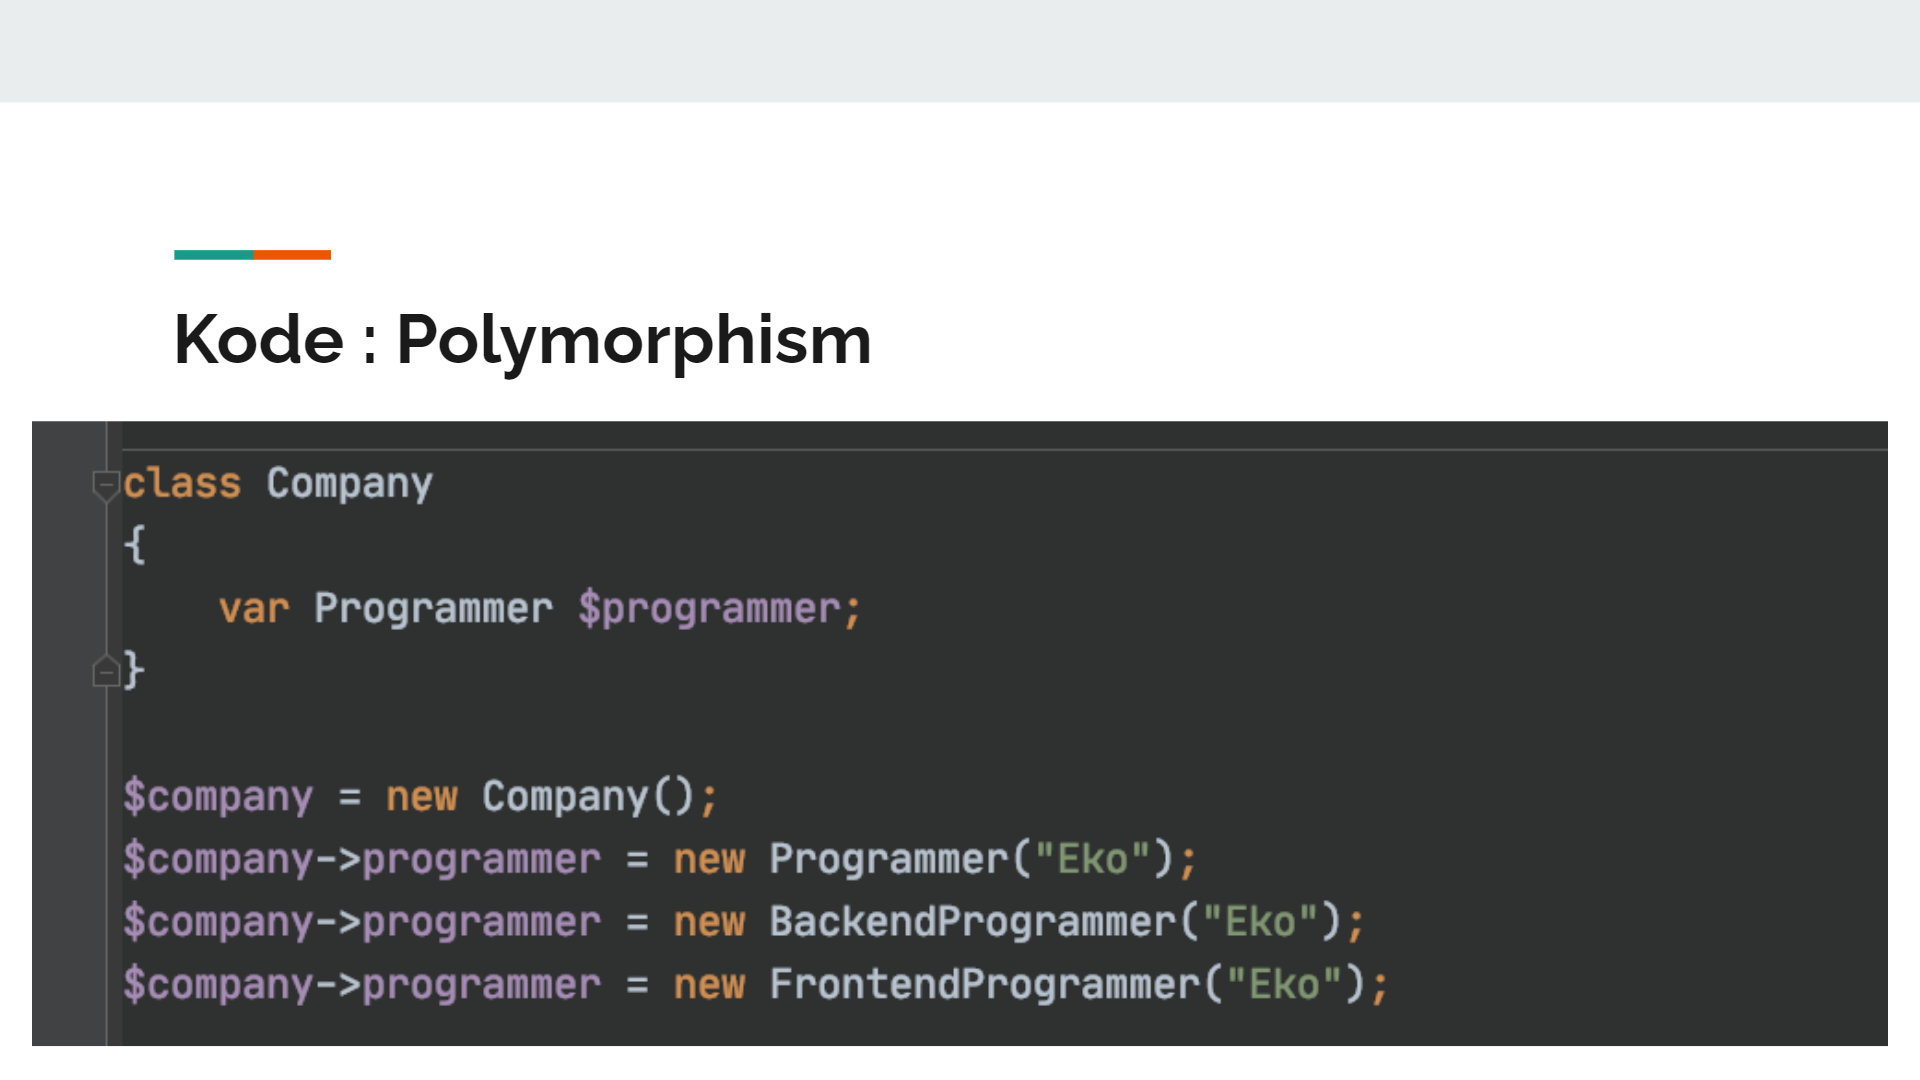 Kode : Polymorphism
class Company
{
    var Programmer $programmer;
}
$company = new Company();
$company->programmer = new Programmer("Eko");
$company->programmer = new BackendProgrammer("Eko");
$company->programmer = new FrontendProgrammer("Eko");